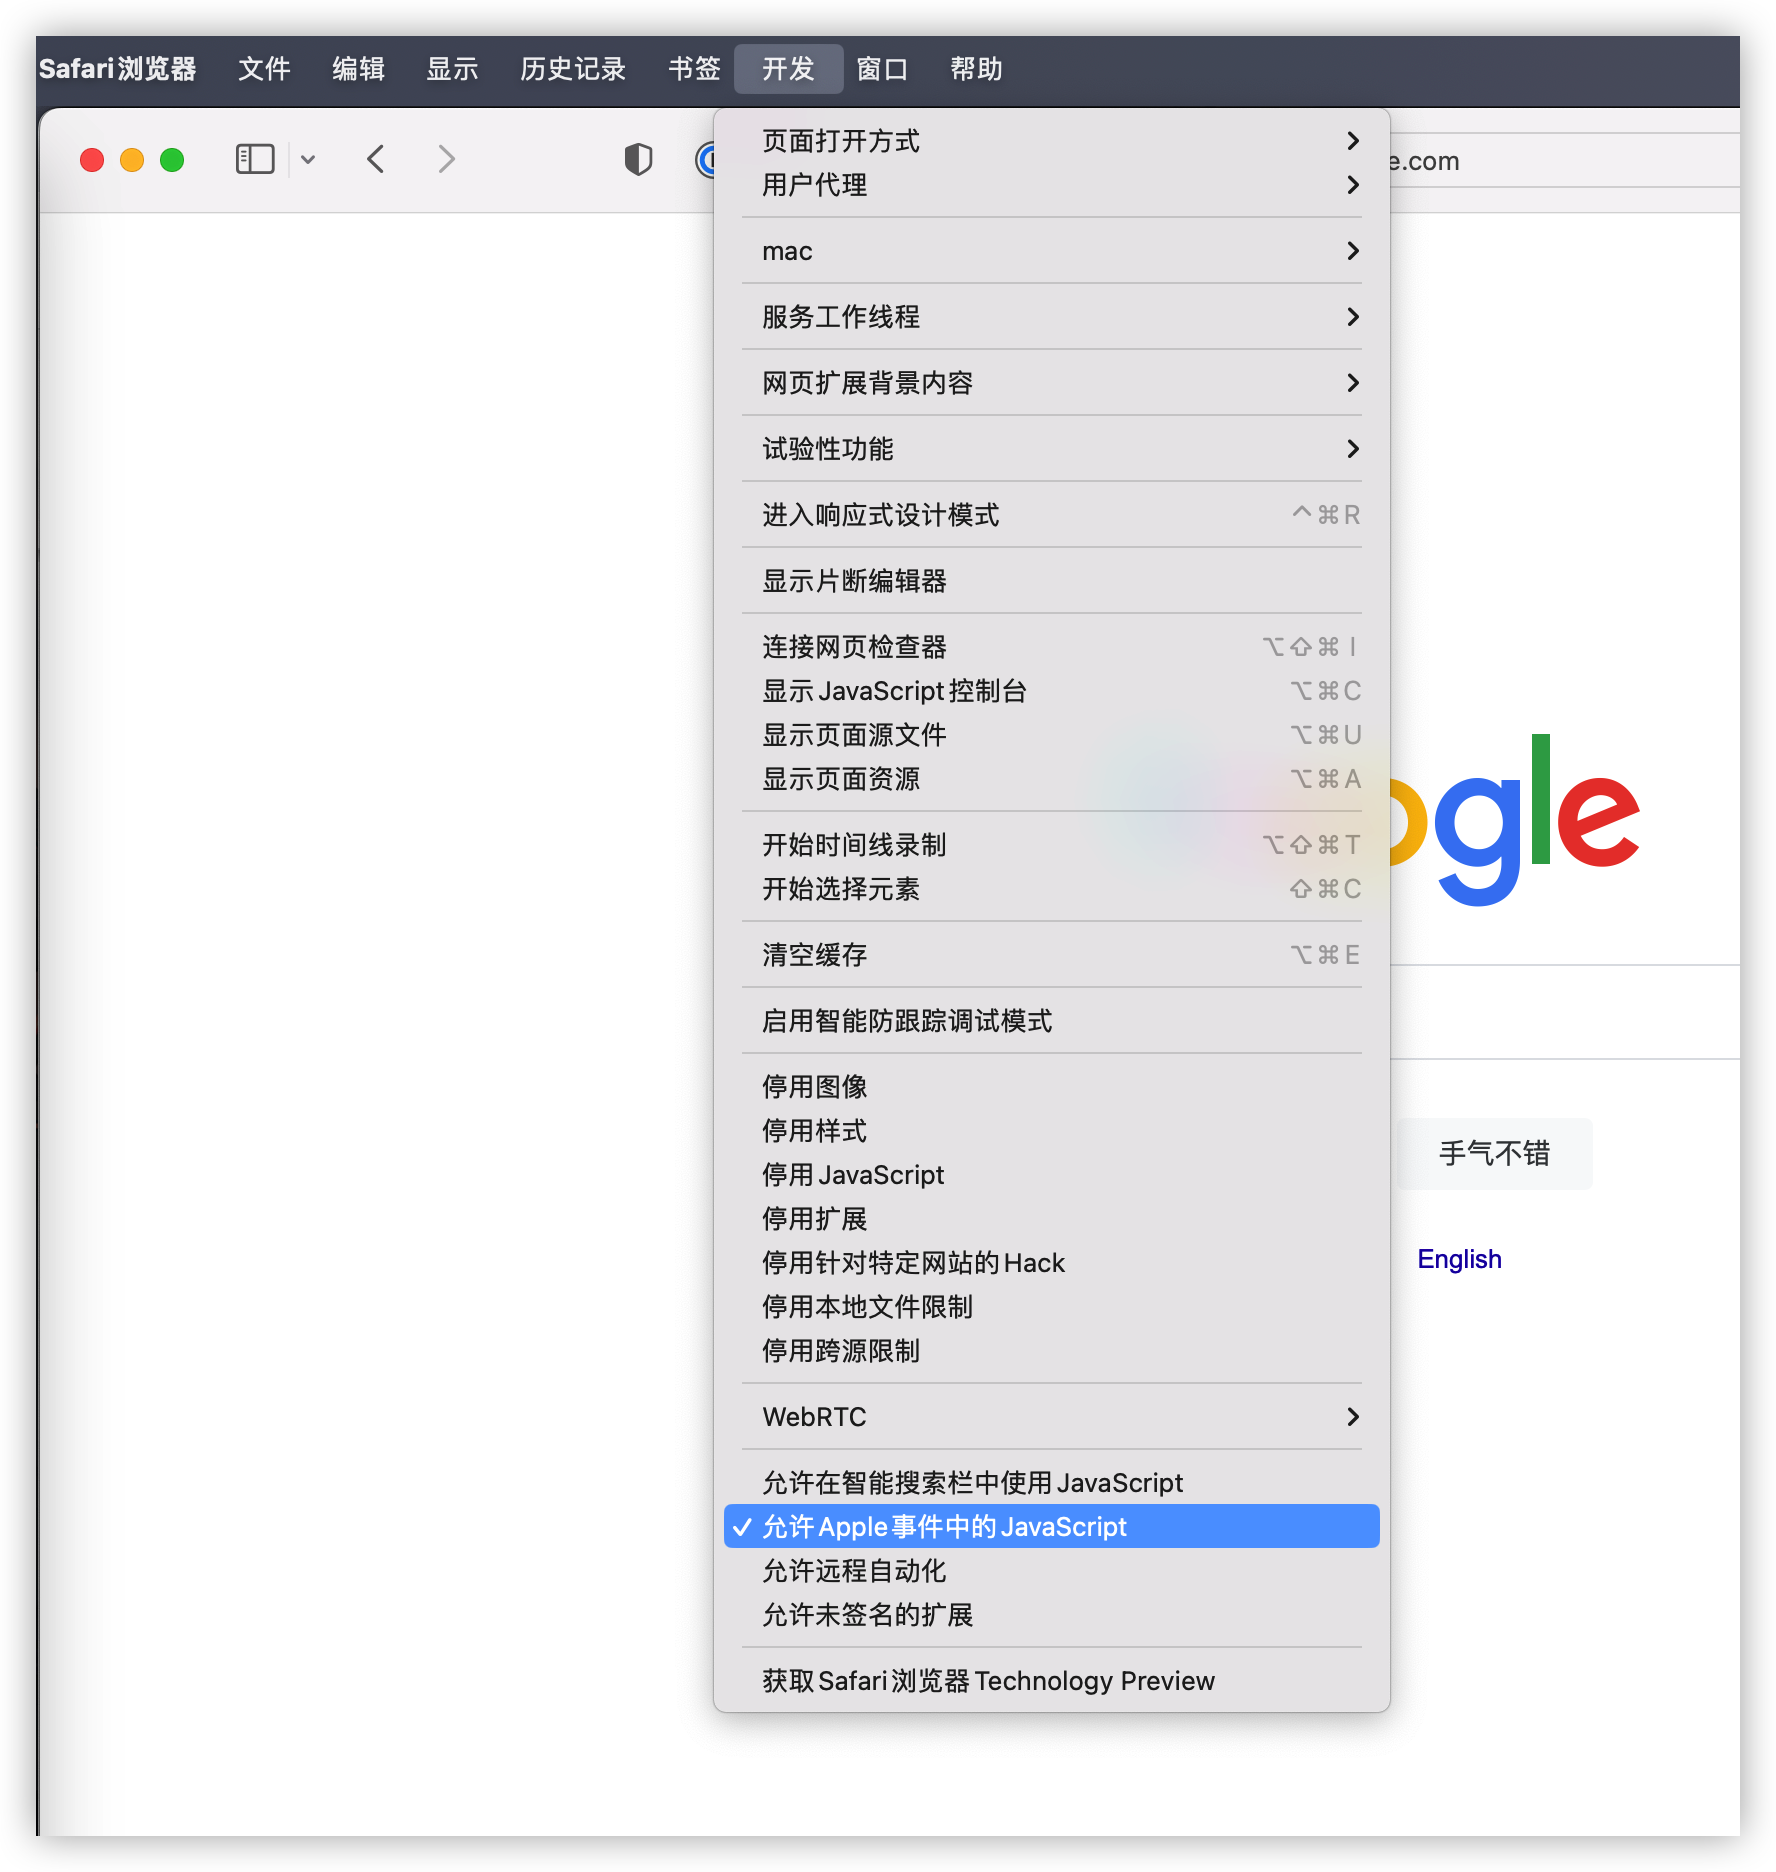 Safari浏览器 文件 编辑 显示 历史记录 书签 开发 窗口 帮助
e.com
页面打开方式
用户代理
mac
服务工作线程
网页扩展背景内容
试验性功能
进入响应式设计模式 ^⌘R
显示片断编辑器
连接网页检查器 ⌥⇧⌘I
显示JavaScript控制台 ⌥⌘C
显示页面源文件 ⌥⌘U
显示页面资源 ⌥⌘A
ogle
开始时间线录制 ⌥⇧⌘T
开始选择元素 ⇧⌘C
清空缓存 ⌥⌘E
启用智能防跟踪调试模式
停用图像
停用样式
停用JavaScript
停用扩展
停用针对特定网站的Hack
停用本地文件限制
停用跨源限制
WebRTC
允许在智能搜索栏中使用JavaScript
✓ 允许Apple事件中的JavaScript
允许远程自动化
允许未签名的扩展
获取Safari浏览器Technology Preview
手气不错
English